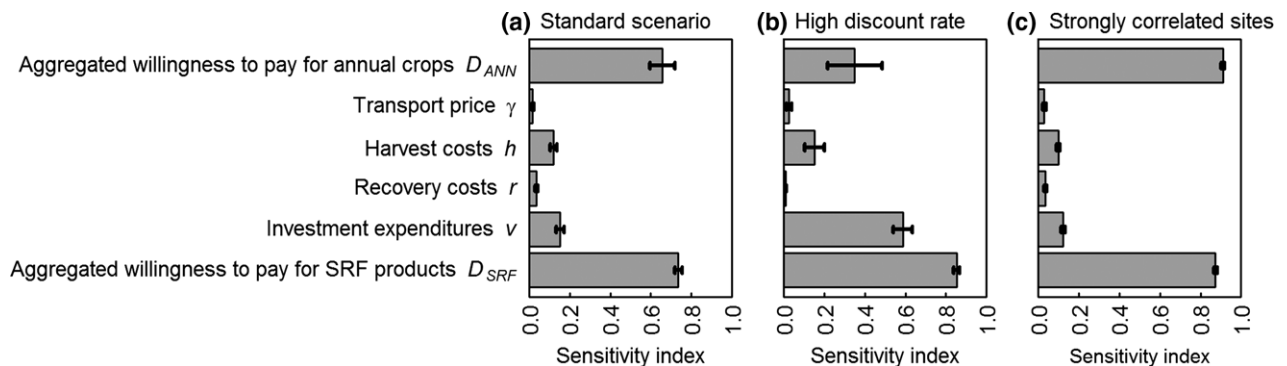 (a) Standard scenario
(b) High discount rate
(c) Strongly correlated sites
Aggregated willingness to pay for annual crops D_ANN
Transport price γ
Harvest costs h
Recovery costs r
Investment expenditures v
Aggregated willingness to pay for SRF products D_SRF
0.0 0.2 0.4 0.6 0.8 1.0
0.0 0.2 0.4 0.6 0.8 1.0
0.0 0.2 0.4 0.6 0.8 1.0
Sensitivity index
Sensitivity index
Sensitivity index